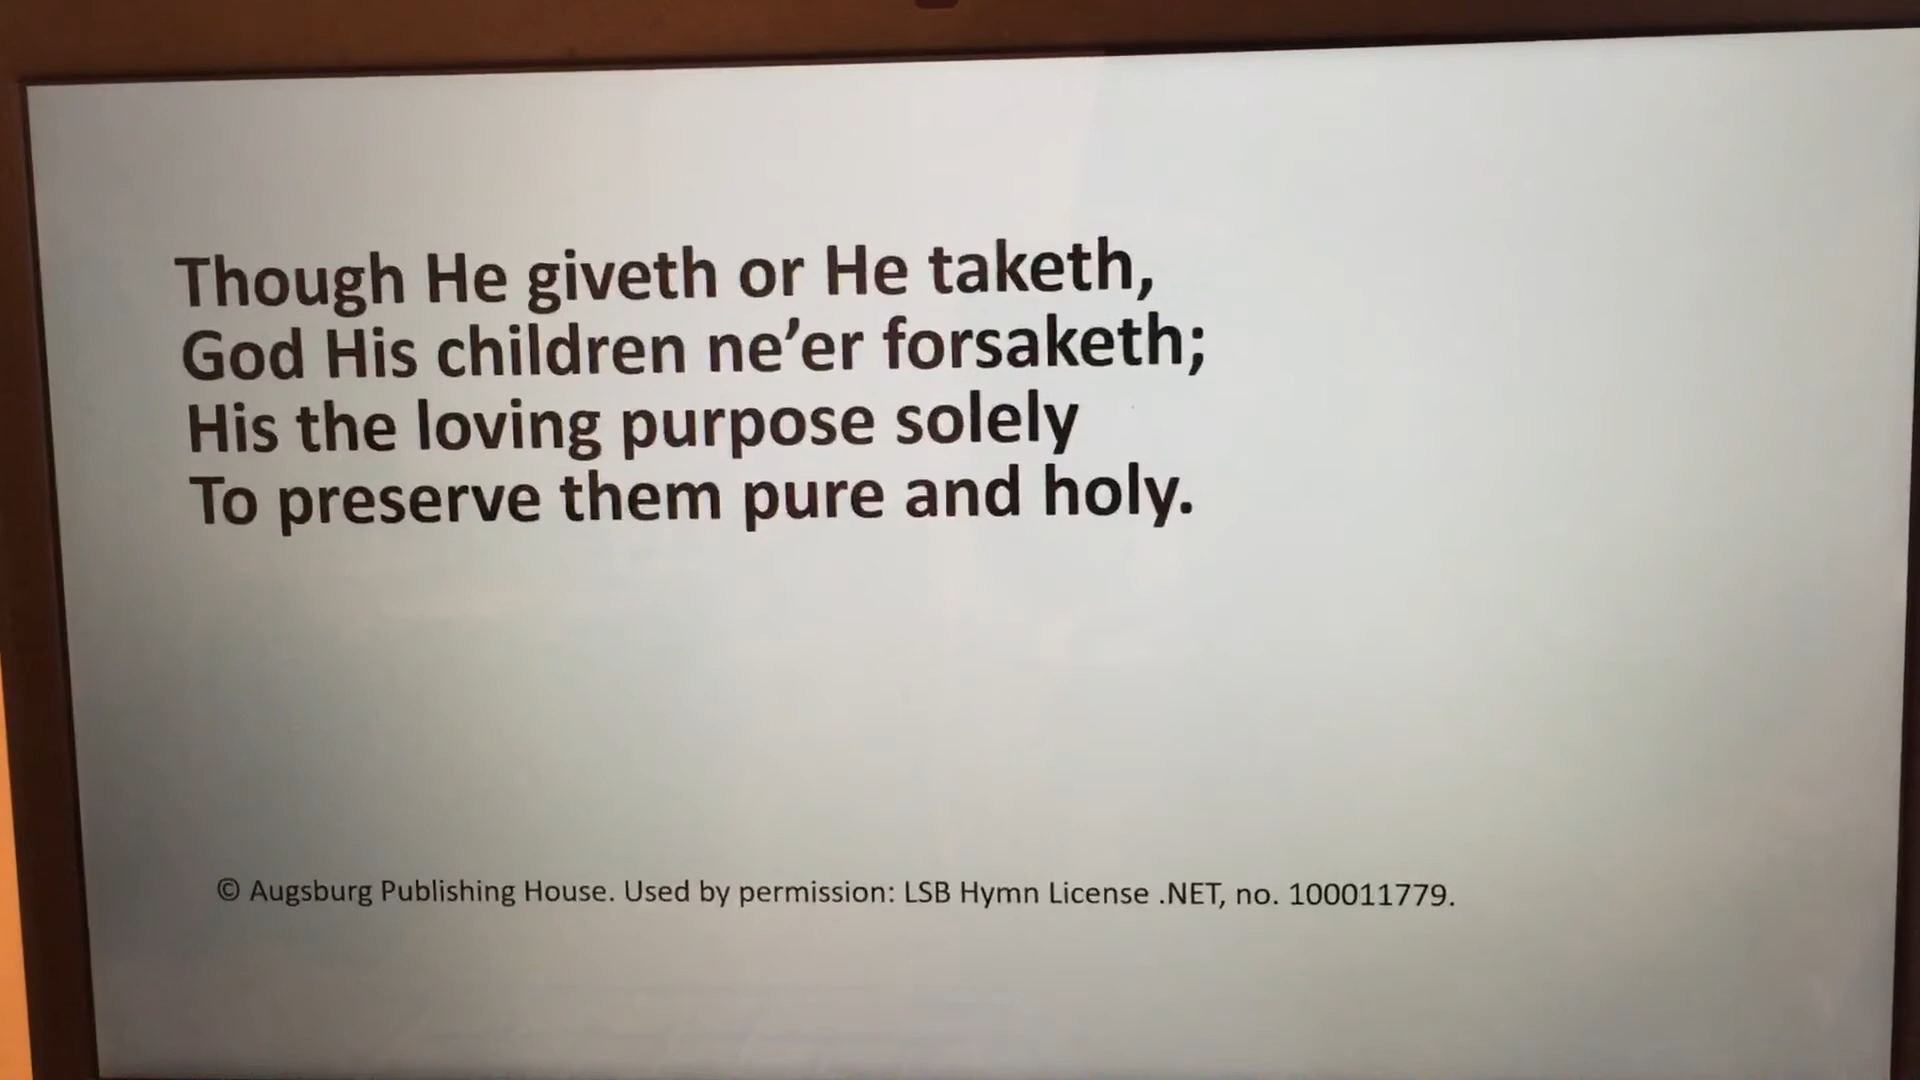 Though He giveth or He taketh,
God His children ne’er forsaketh;
His the loving purpose solely
To preserve them pure and holy.
© Augsburg Publishing House. Used by permission: LSB Hymn License .NET, no. 100011779.